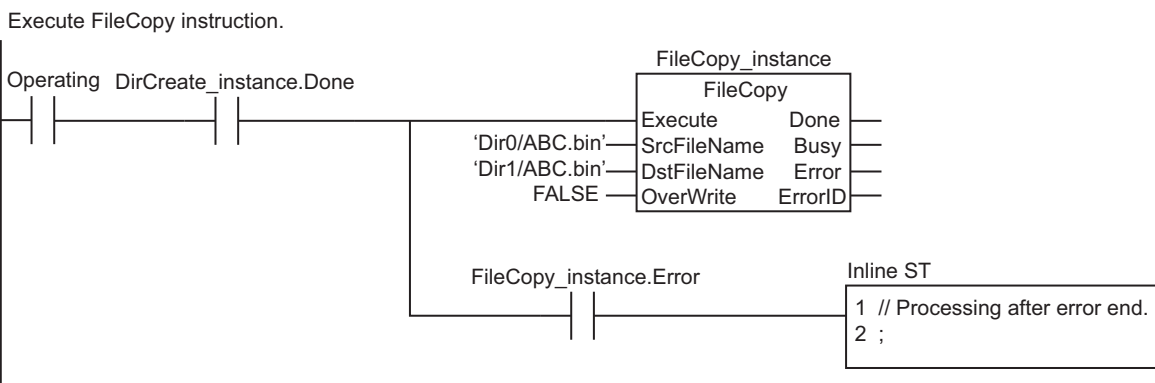 Execute FileCopy instruction.
FileCopy_instance
Operating DirCreate_instance.Done
FileCopy
Execute Done
‘Dir0/ABC.bin’ SrcFileName Busy
‘Dir1/ABC.bin’ DstFileName Error
FALSE OverWrite ErrorID
FileCopy_instance.Error
Inline ST
1 // Processing after error end.
2 ;